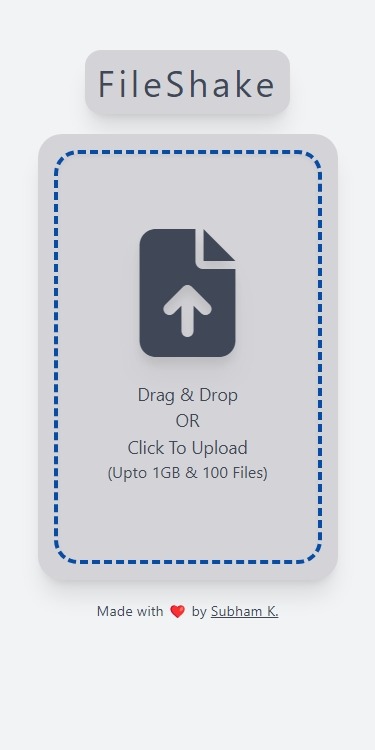 FileShake
Drag & Drop
OR
Click To Upload
(Upto 1GB & 100 Files)
Made with ❤️ by Subham K.